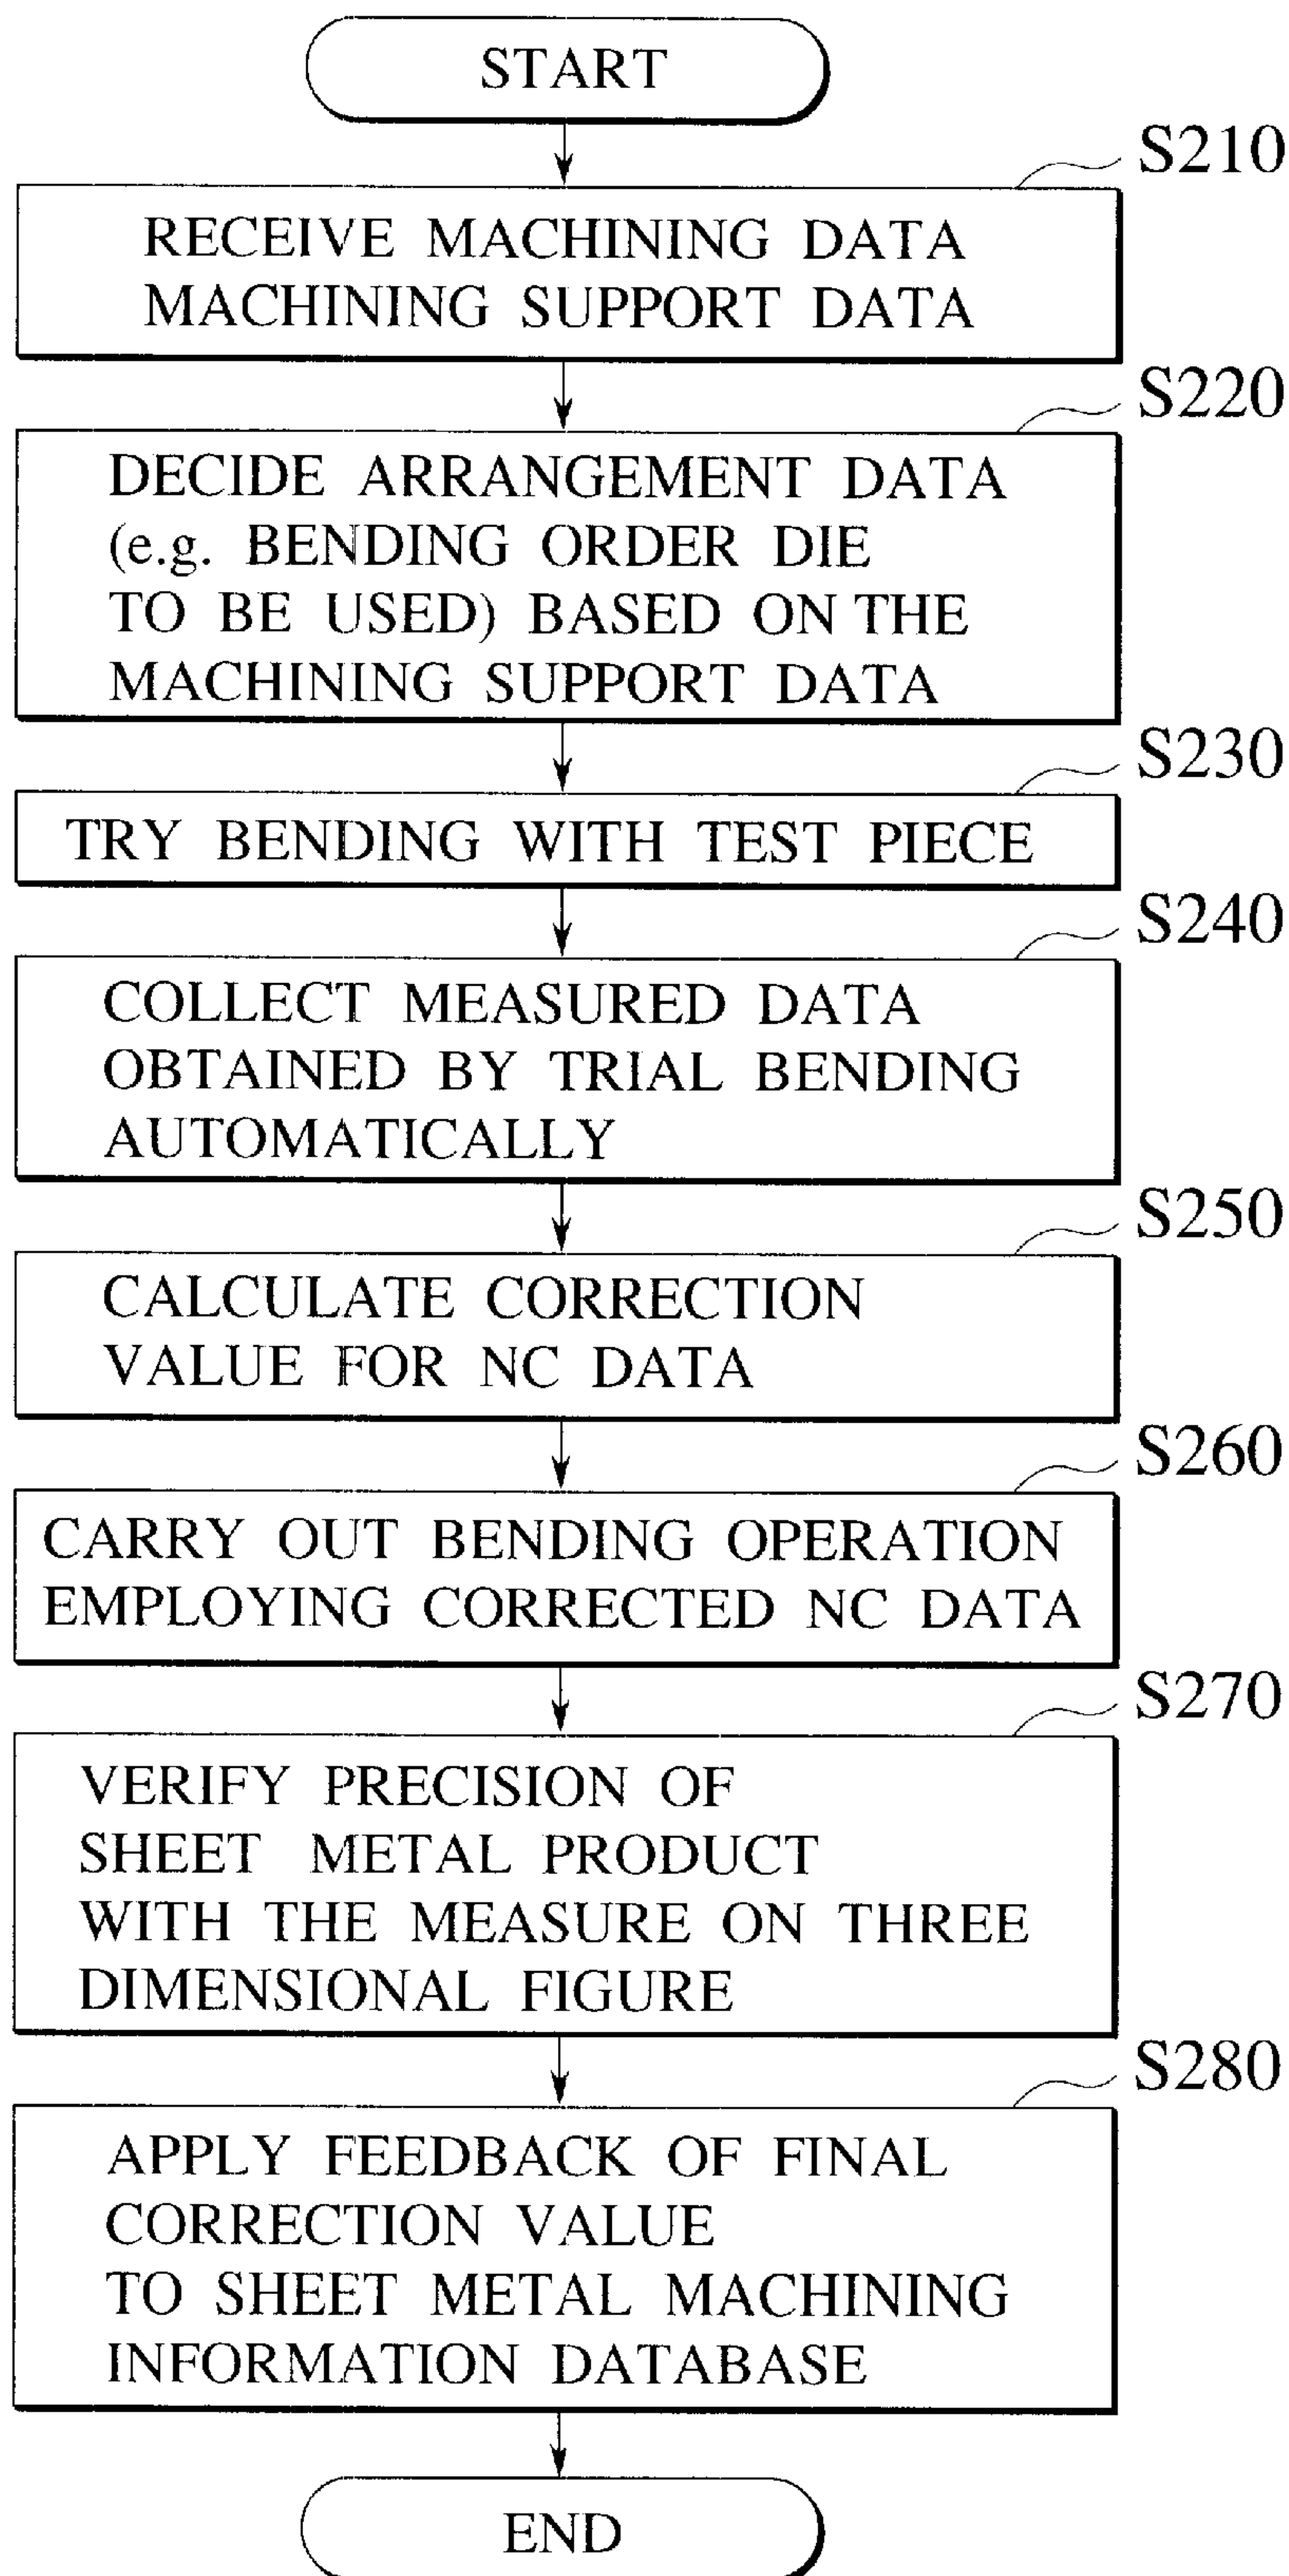 START
S210
RECEIVE MACHINING DATA
MACHINING SUPPORT DATA
S220
DECIDE ARRANGEMENT DATA
(e.g. BENDING ORDER DIE
TO BE USED) BASED ON THE
MACHINING SUPPORT DATA
S230
TRY BENDING WITH TEST PIECE
S240
COLLECT MEASURED DATA
OBTAINED BY TRIAL BENDING
AUTOMATICALLY
S250
CALCULATE CORRECTION
VALUE FOR NC DATA
S260
CARRY OUT BENDING OPERATION
EMPLOYING CORRECTED NC DATA
S270
VERIFY PRECISION OF
SHEET METAL PRODUCT
WITH THE MEASURE ON THREE
DIMENSIONAL FIGURE
S280
APPLY FEEDBACK OF FINAL
CORRECTION VALUE
TO SHEET METAL MACHINING
INFORMATION DATABASE
END